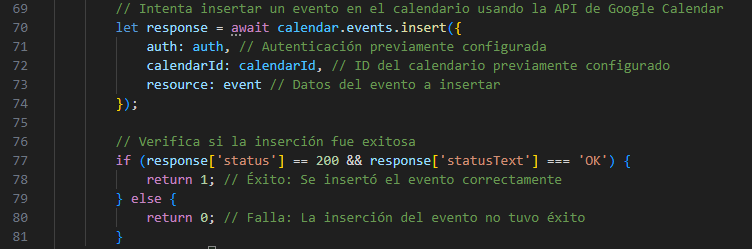 69 // Intenta insertar un evento en el calendario usando la API de Google Calendar
70 let response = await calendar.events.insert({
71 auth: auth, // Autenticación previamente configurada
72 calendarId: calendarId, // ID del calendario previamente configurado
73 resource: event // Datos del evento a insertar
74 });
75
76 // Verifica si la inserción fue exitosa
77 if (response['status'] == 200 && response['statusText'] === 'OK') {
78 return 1; // Éxito: Se insertó el evento correctamente
79 } else {
80 return 0; // Falla: La inserción del evento no tuvo éxito
81 }